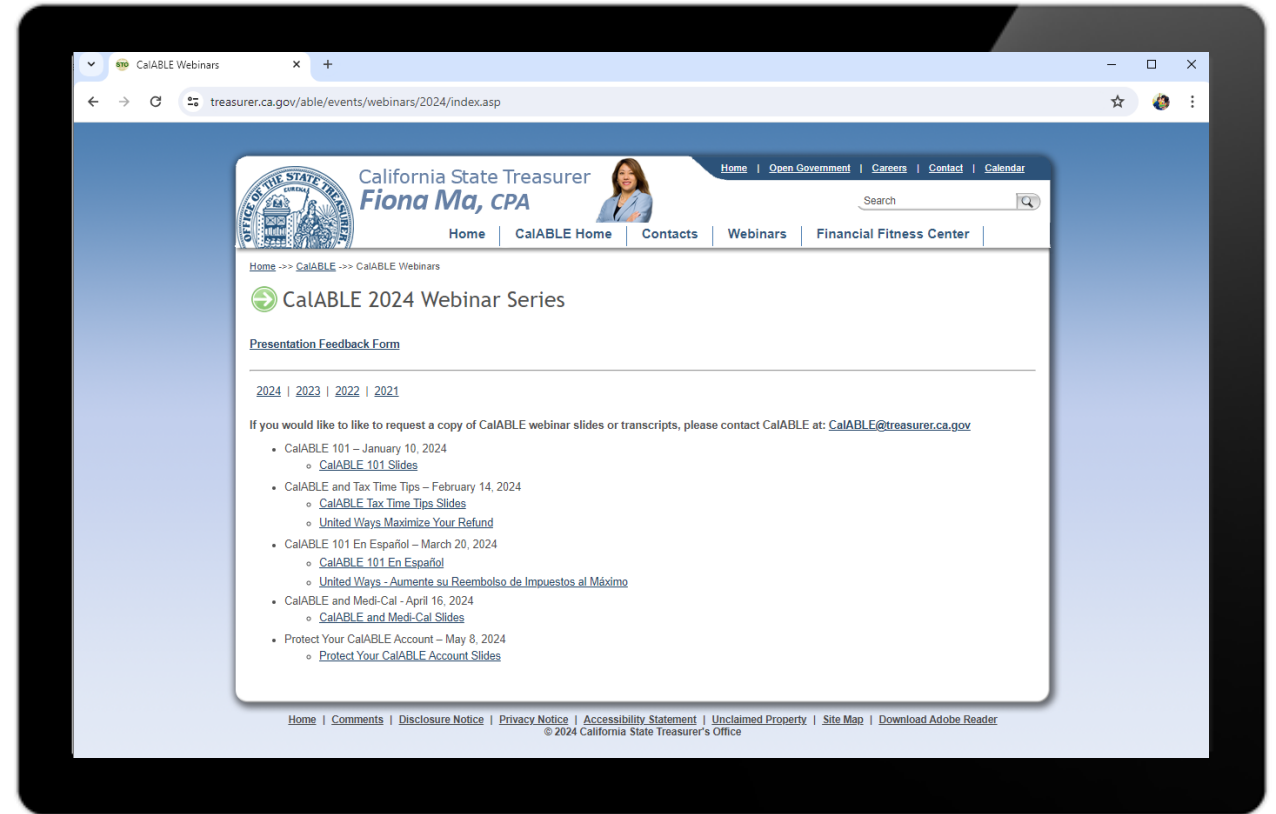 CalABLE Webinars
treasurer.ca.gov/able/events/webinars/2024/index.asp
Home | Open Government | Careers | Contact | Calendar
OFFICE OF THE STATE TREASURER
EUREKA
California State Treasurer
Fiona Ma, CPA
Search
Home | CalABLE Home | Contacts | Webinars | Financial Fitness Center |
Home ->> CalABLE ->> CalABLE Webinars
CalABLE 2024 Webinar Series
Presentation Feedback Form
2024 | 2023 | 2022 | 2021
If you would like to like to request a copy of CalABLE webinar slides or transcripts, please contact CalABLE at: CalABLE@treasurer.ca.gov
CalABLE 101 – January 10, 2024
CalABLE 101 Slides
CalABLE and Tax Time Tips – February 14, 2024
CalABLE Tax Time Tips Slides
United Ways Maximize Your Refund
CalABLE 101 En Español – March 20, 2024
CalABLE 101 En Español
United Ways - Aumente su Reembolso de Impuestos al Máximo
CalABLE and Medi-Cal - April 16, 2024
CalABLE and Medi-Cal Slides
Protect Your CalABLE Account – May 8, 2024
Protect Your CalABLE Account Slides
Home | Comments | Disclosure Notice | Privacy Notice | Accessibility Statement | Unclaimed Property | Site Map | Download Adobe Reader
© 2024 California State Treasurer's Office